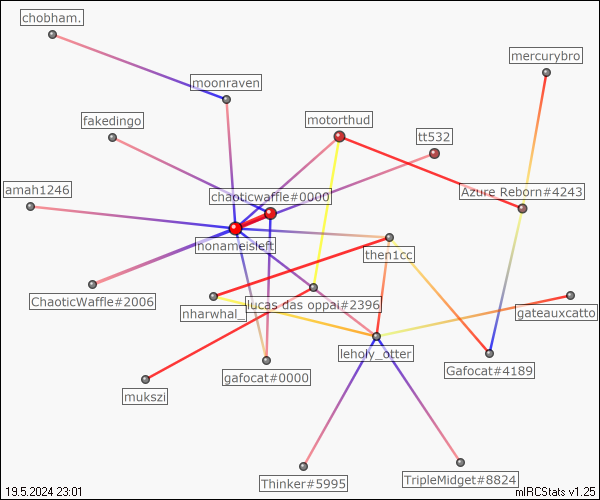 chobham.
mercurybro
moonraven
fakedingo
motorthud
tt532
amah1246
chaoticwaffle#0000
Azure Reborn#4243
nonameisleft
then1cc
ChaoticWaffle#2006
nharwhal_
lucas das oppai#2396
gateauxcatto
leholy_otter
gafocat#0000
Gafocat#4189
mukszi
Thinker#5995
TripleMidget#8824
19.5.2024 23:01
mIRCStats v1.25